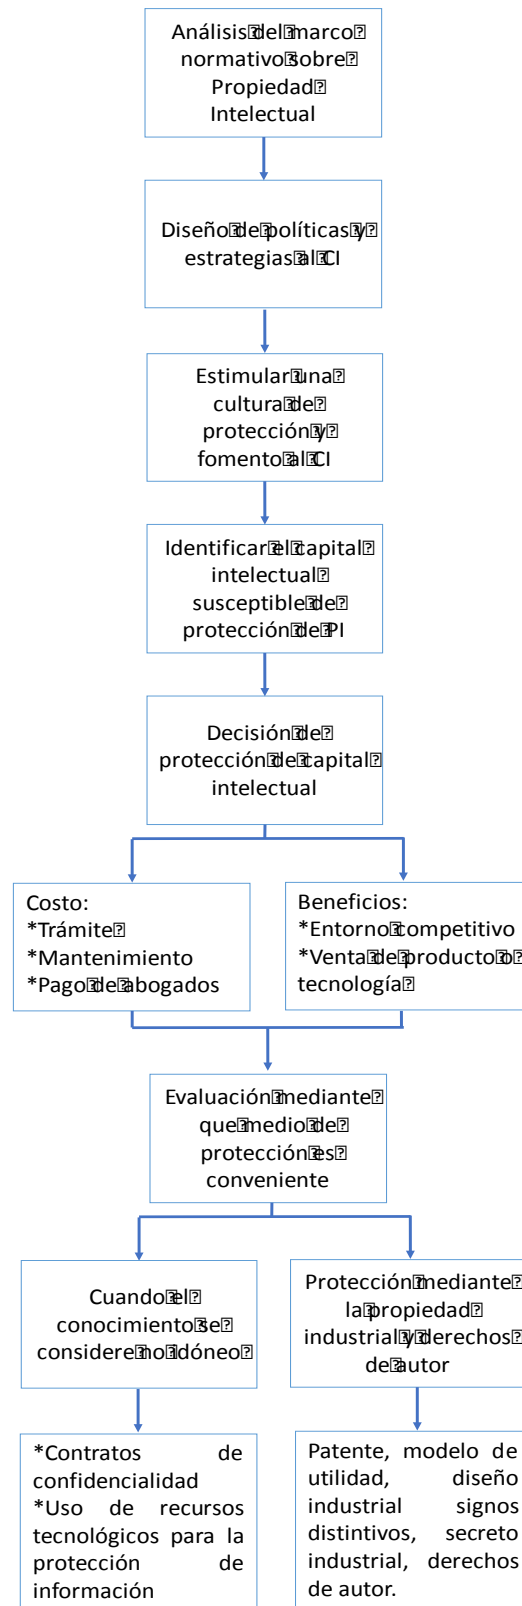 Análisis del marco
normativo sobre
Propiedad
Intelectual
Diseño de políticas y
estrategias al CI
Estimular una
cultura de
protección y
fomento al CI
Identificar el capital
intelectual
susceptible de
protección de PI
Decisión de
protección de capital
intelectual
Costo:
*Trámite
*Mantenimiento
*Pago de abogados
Beneficios:
*Entorno competitivo
*Venta de producto o
tecnología
Evaluación mediante
que medio de
protección es
conveniente
Cuando el
conocimiento se
considere no idóneo
Protección mediante
la propiedad
industrial y derechos
de autor
*Contratos de
confidencialidad
*Uso de recursos
tecnológicos para la
protección de
información
Patente, modelo de
utilidad, diseño
industrial signos
distintivos, secreto
industrial, derechos
de autor.